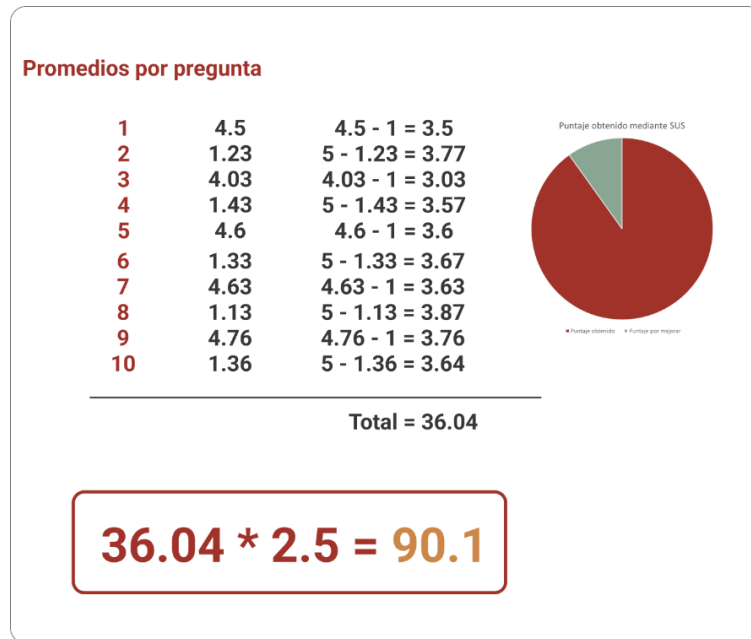 Promedios por pregunta
1 4.5 4.5 - 1 = 3.5
2 1.23 5 - 1.23 = 3.77
3 4.03 4.03 - 1 = 3.03
4 1.43 5 - 1.43 = 3.57
5 4.6 4.6 - 1 = 3.6
6 1.33 5 - 1.33 = 3.67
7 4.63 4.63 - 1 = 3.63
8 1.13 5 - 1.13 = 3.87
9 4.76 4.76 - 1 = 3.76
10 1.36 5 - 1.36 = 3.64
Total = 36.04
Puntaje obtenido mediante SUS
Puntaje obtenido Puntaje por mejorar
36.04 * 2.5 = 90.1